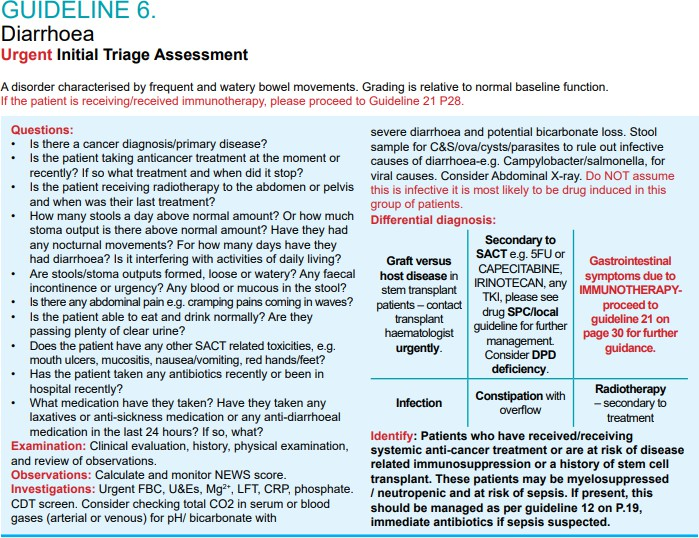 GUIDELINE 6.
Diarrhoea
Urgent Initial Triage Assessment
A disorder characterised by frequent and watery bowel movements. Grading is relative to normal baseline function.
If the patient is receiving/received immunotherapy, please proceed to Guideline 21 P28.
Questions:
• Is there a cancer diagnosis/primary disease?
• Is the patient taking anticancer treatment at the moment or
recently? If so what treatment and when did it stop?
• Is the patient receiving radiotherapy to the abdomen or pelvis
and when was their last treatment?
• How many stools a day above normal amount? Or how much
stoma output is there above normal amount? Have they had
any nocturnal movements? For how many days have they
had diarrhoea? Is it interfering with activities of daily living?
• Are stools/stoma outputs formed, loose or watery? Any faecal
incontinence or urgency? Any blood or mucous in the stool?
• Is there any abdominal pain e.g. cramping pains coming in waves?
• Is the patient able to eat and drink normally? Are they
passing plenty of clear urine?
• Does the patient have any other SACT related toxicities, e.g.
mouth ulcers, mucositis, nausea/vomiting, red hands/feet?
• Has the patient taken any antibiotics recently or been in
hospital recently?
• What medication have they taken? Have they taken any
laxatives or anti-sickness medication or any anti-diarrhoeal
medication in the last 24 hours? If so, what?
Examination: Clinical evaluation, history, physical examination,
and review of observations.
Observations: Calculate and monitor NEWS score.
Investigations: Urgent FBC, U&Es, Mg²⁺, LFT, CRP, phosphate.
CDT screen. Consider checking total CO2 in serum or blood
gases (arterial or venous) for pH/ bicarbonate with
severe diarrhoea and potential bicarbonate loss. Stool
sample for C&S/ova/cysts/parasites to rule out infective
causes of diarrhoea-e.g. Campylobacter/salmonella, for
viral causes. Consider Abdominal X-ray. Do NOT assume
this is infective it is most likely to be drug induced in this
group of patients.
Differential diagnosis:
Graft versus
host disease in
stem transplant
patients – contact
transplant
haematologist
urgently.
Secondary to
SACT e.g. 5FU or
CAPECITABINE,
IRINOTECAN, any
TKI, please see
drug SPC/local
guideline for further
management.
Consider DPD
deficiency.
Gastrointestinal
symptoms due to
IMMUNOTHERAPY-
proceed to
guideline 21 on
page 30 for further
guidance.
Infection
Constipation with
overflow
Radiotherapy
– secondary to
treatment
Identify: Patients who have received/receiving
systemic anti-cancer treatment or are at risk of disease
related immunosuppression or a history of stem cell
transplant. These patients may be myelosuppressed
/ neutropenic and at risk of sepsis. If present, this
should be managed as per guideline 12 on P.19,
immediate antibiotics if sepsis suspected.